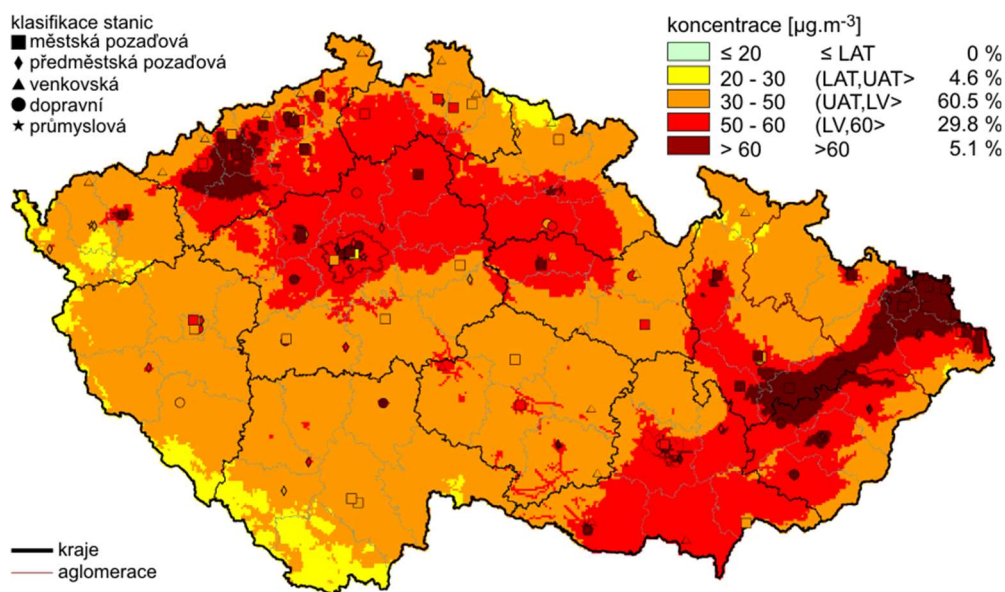 klasifikace stanic
městská pozaďová
předměstská pozaďová
venkovská
dopravní
průmyslová
koncentrace [µg.m⁻³]
≤ 20 ≤ LAT 0 %
20 - 30 (LAT,UAT> 4.6 %
30 - 50 (UAT,LV> 60.5 %
50 - 60 (LV,60> 29.8 %
> 60 >60 5.1 %
kraje
aglomerace